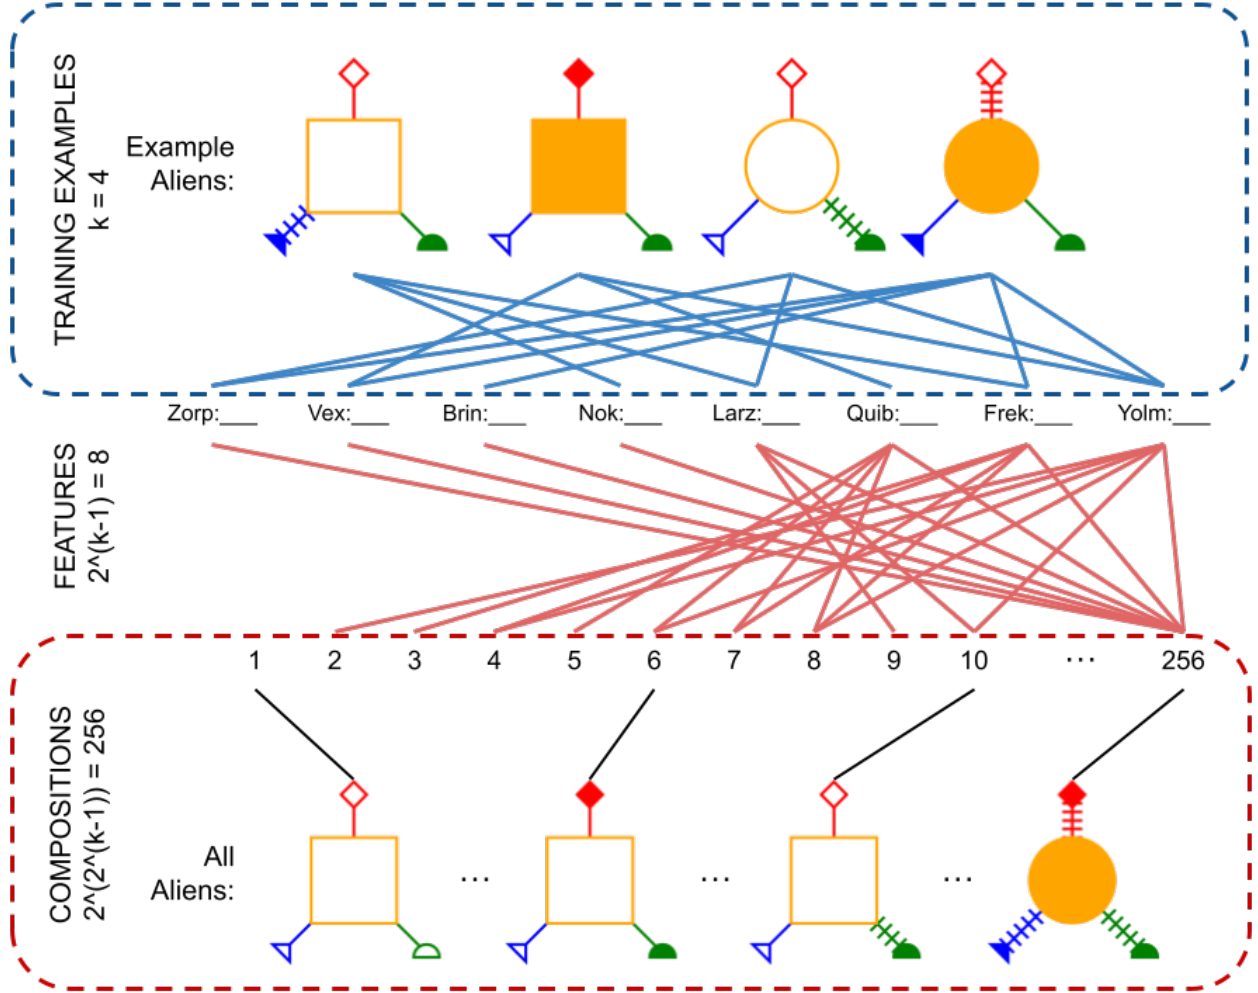 TRAINING EXAMPLES
k = 4
Example
Aliens:
Zorp:___ Vex:___ Brin:___ Nok:___ Larz:___ Quib:___ Frek:___ Yolm:___
FEATURES
2^(k-1) = 8
1 2 3 4 5 6 7 8 9 10 ... 256
COMPOSITIONS
2^(2^(k-1)) = 256
All
Aliens:
... ... ...